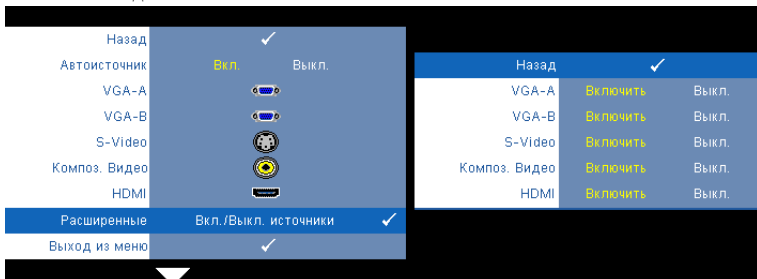 Назад
Автоисточник Вкл. Выкл.
VGA-A
VGA-B
S-Video
Композ. Видео
HDMI
Расширенные Вкл./Выкл. источники
Выход из меню
Назад
VGA-A Включить Выкл.
VGA-B Включить Выкл.
S-Video Включить Выкл.
Композ. Видео Включить Выкл.
HDMI Включить Выкл.